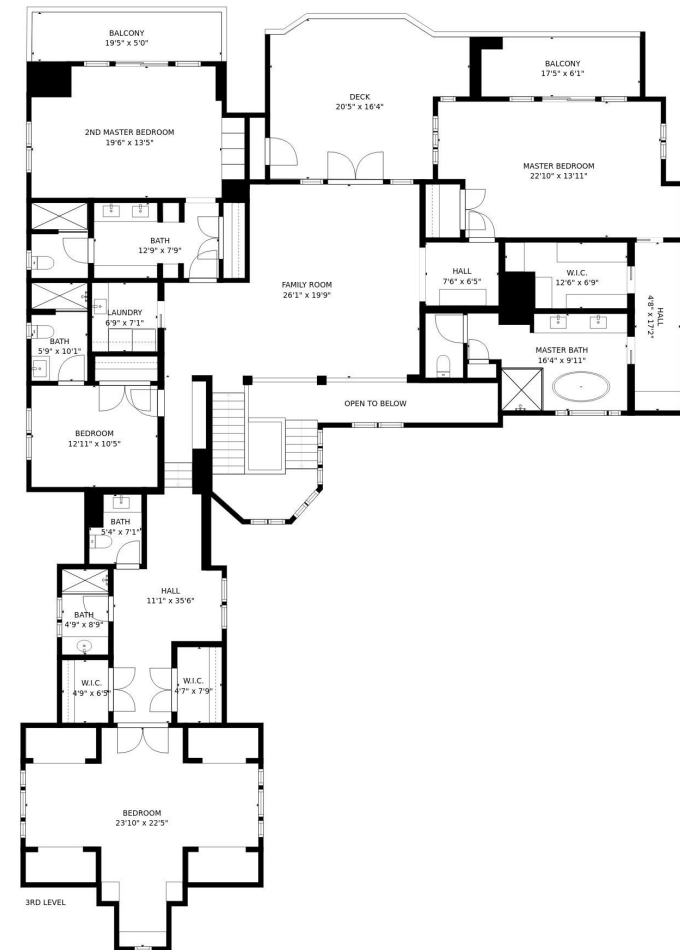 BALCONY
19'5" x 5'0"
DECK
20'5" x 16'4"
BALCONY
17'5" x 6'1"
2ND MASTER BEDROOM
19'6" x 13'5"
MASTER BEDROOM
22'10" x 13'11"
BATH
12'9" x 7'9"
FAMILY ROOM
26'1" x 19'9"
HALL
7'6" x 6'5"
W.I.C.
12'6" x 6'9"
HALL
4'8" x 17'2"
LAUNDRY
6'9" x 7'1"
BATH
5'9" x 10'1"
MASTER BATH
16'4" x 9'11"
OPEN TO BELOW
BEDROOM
12'11" x 10'5"
BATH
5'4" x 7'1"
HALL
11'1" x 35'6"
BATH
4'9" x 8'9"
W.I.C.
4'9" x 6'5"
W.I.C.
4'7" x 7'9"
BEDROOM
23'10" x 22'5"
3RD LEVEL